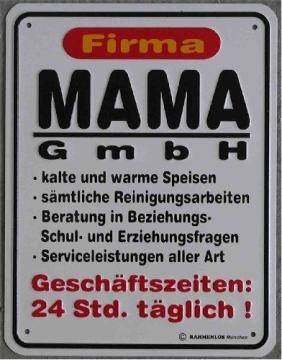 Firma
MAMA
GmbH
· kalte und warme Speisen
· sämtliche Reinigungsarbeiten
· Beratung in Beziehungs-
Schul- und Erziehungsfragen
· Serviceleistungen aller Art
Geschäftszeiten:
24 Std. täglich !
© RAHMENLOS München